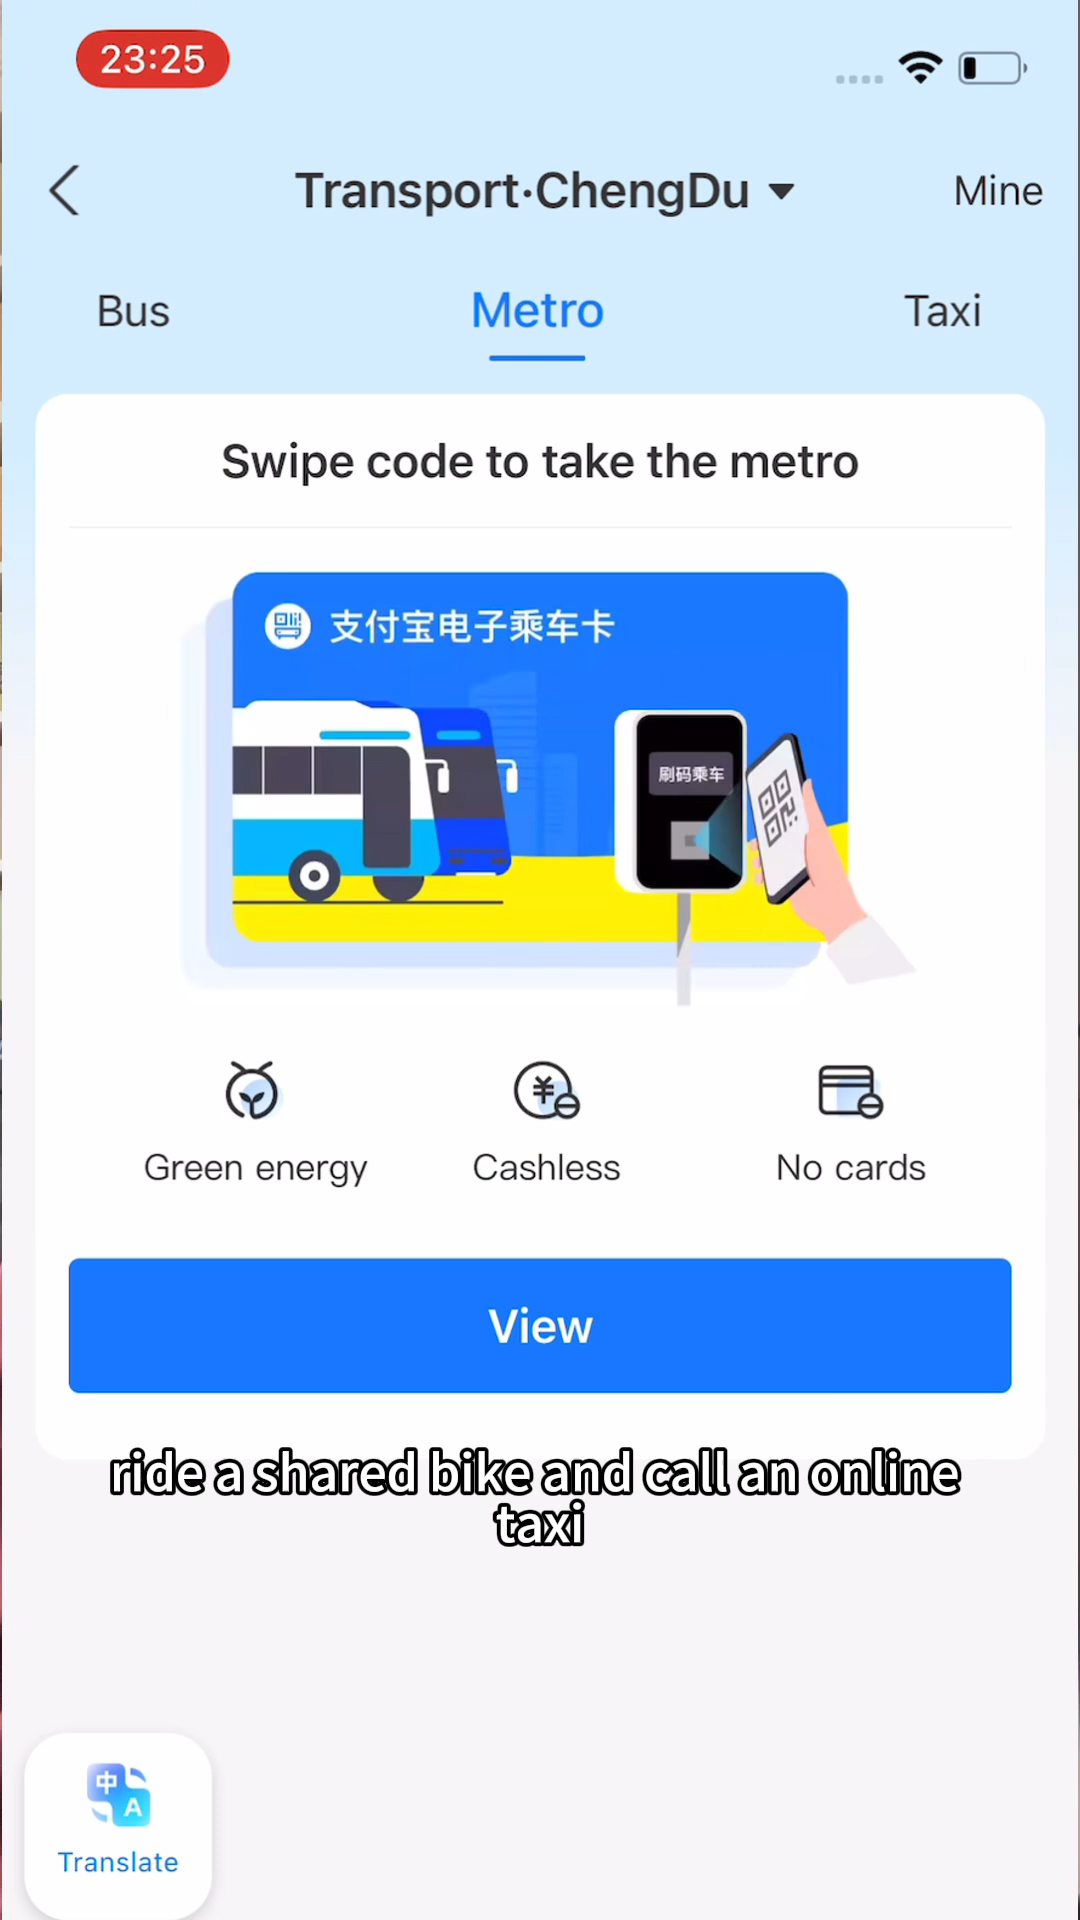 23:25
Transport·ChengDu
Mine
Bus
Metro
Taxi
Swipe code to take the metro
支付宝电子乘车卡
刷码乘车
Green energy
Cashless
No cards
View
ride a shared bike and call an online
taxi
中 A
Translate